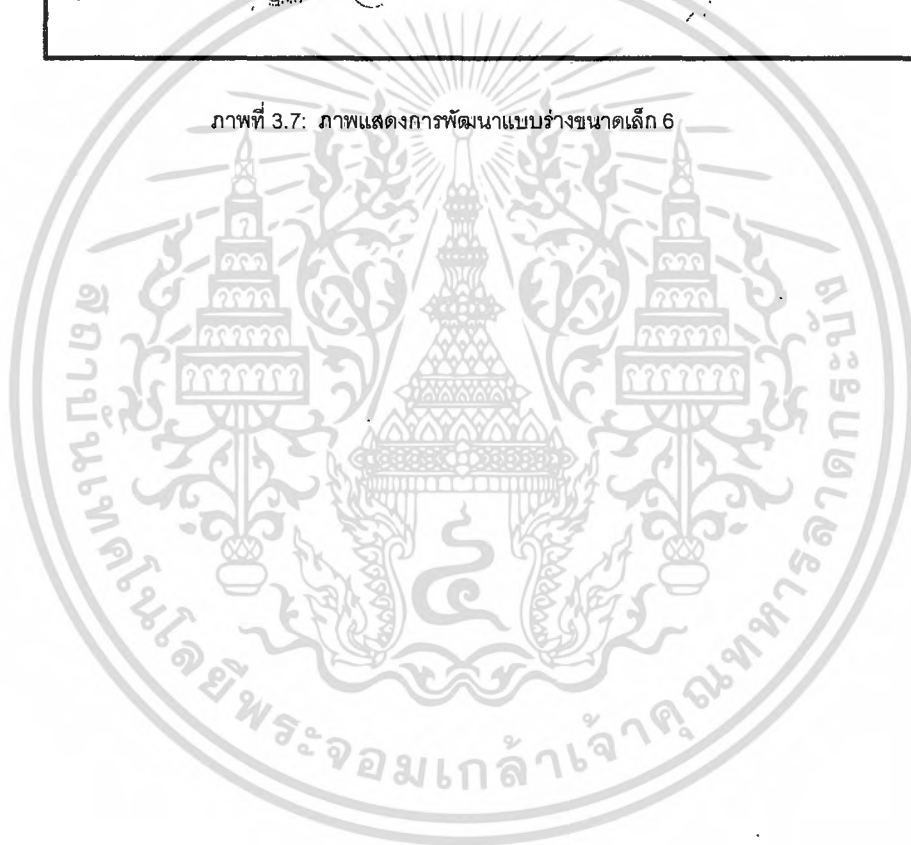 ภาพที่ 3.7: ภาพแสดงการพัฒนาแบบร่างขนาดเล็ก 6
๔
สถาบันเทคโนโลยีพระจอมเกล้าเจ้าคุณทหารลาดกระบัง